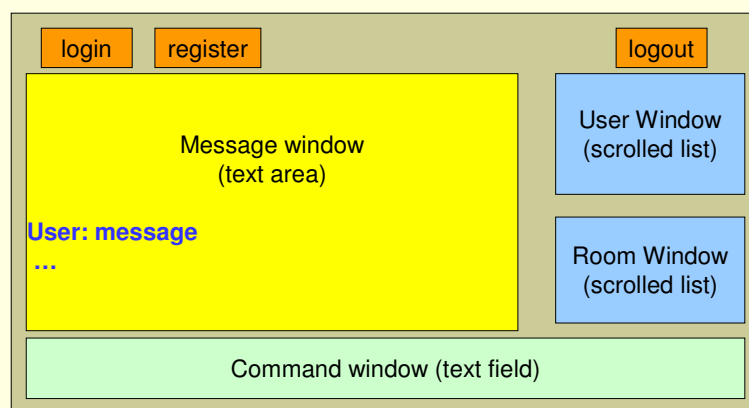 login
register
logout
Message window
(text area)
User: message
...
User Window
(scrolled list)
Room Window
(scrolled list)
Command window (text field)